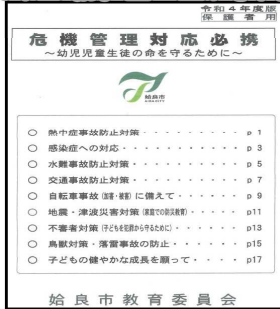 令和4年度版
保護者用
危機管理対応必携
~幼児児童生徒の命を守るために~
姶良市
○ 熱中症事故防止対策・・・・・・・・・ p 1
○ 感染症への対応・・・・・・・・・・・ p 3
○ 水難事故防止対策・・・・・・・・・・ p 5
○ 交通事故防止対策・・・・・・・・・・ p 7
○ 自転車事故(加害・被害)に備えて・・・・ p 9
○ 地震・津波災害対策(家庭での防災教育)・・・ p11
○ 不審者対策(子どもを犯罪から守るために)・・・ p13
○ 鳥獣対策・落雷事故の防止・・・・・・ p15
○ 子どもの健やかな成長を願って・・・・ p17
姶良市教育委員会